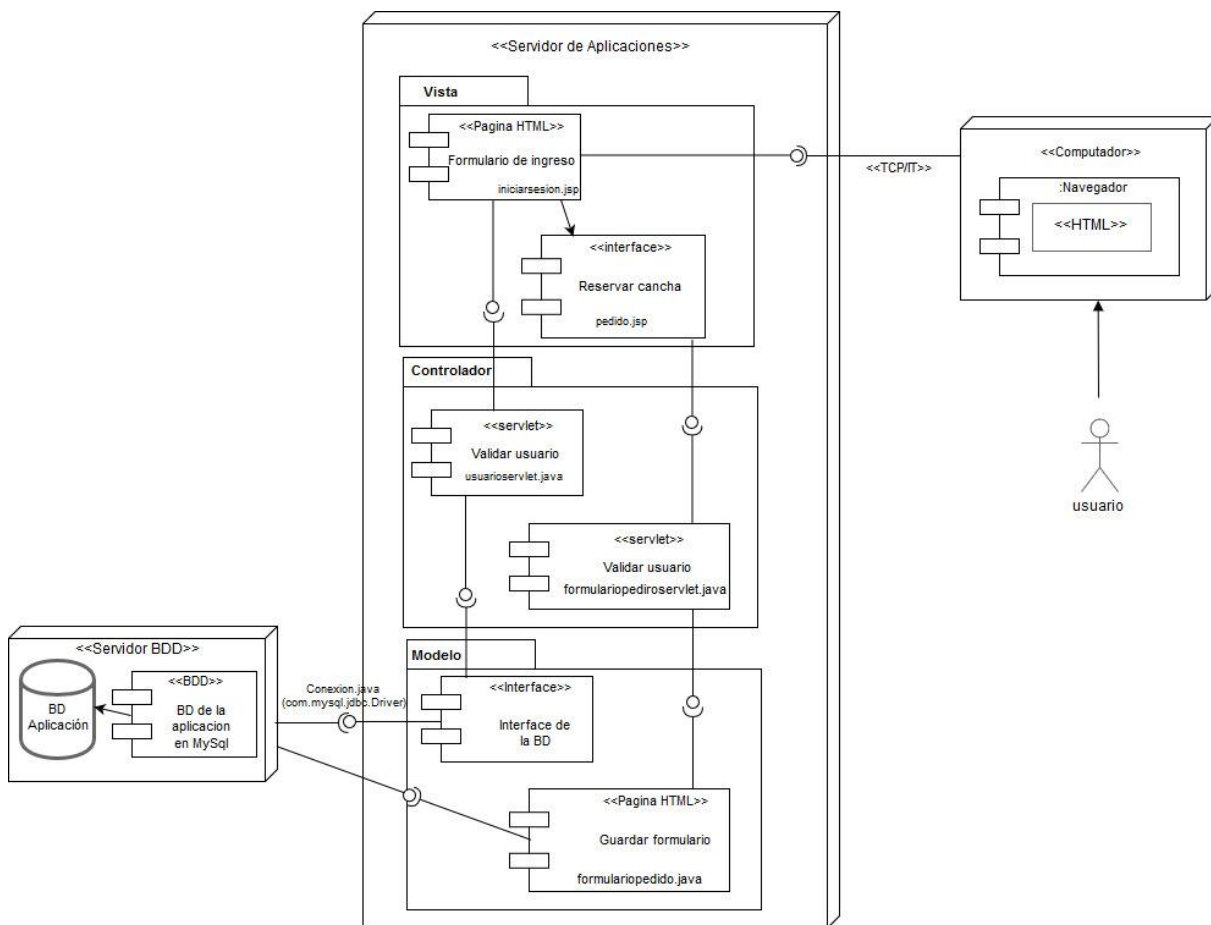 <<Servidor de Aplicaciones>>
Vista
<<Pagina HTML>>
Formulario de ingreso
iniciarsesion.jsp
<<interface>>
Reservar cancha
pedido.jsp
<<TCP/IT>>
<<Computador>>
:Navegador
<<HTML>>
usuario
Controlador
<<servlet>>
Validar usuario
usuarioservlet.java
<<servlet>>
Validar usuario
formulariopediroservlet.java
Modelo
<<Interface>>
Interface de
la BD
<<Pagina HTML>>
Guardar formulario
formulariopedido.java
Conexion.java
(com.mysql.jdbc.Driver)
<<Servidor BDD>>
BD
Aplicación
<<BDD>>
BD de la
aplicacion
en MySql